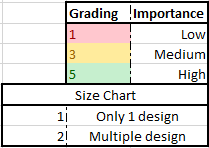 Grading Importance
1 Low
3 Medium
5 High
Size Chart
1 Only 1 design
2 Multiple design